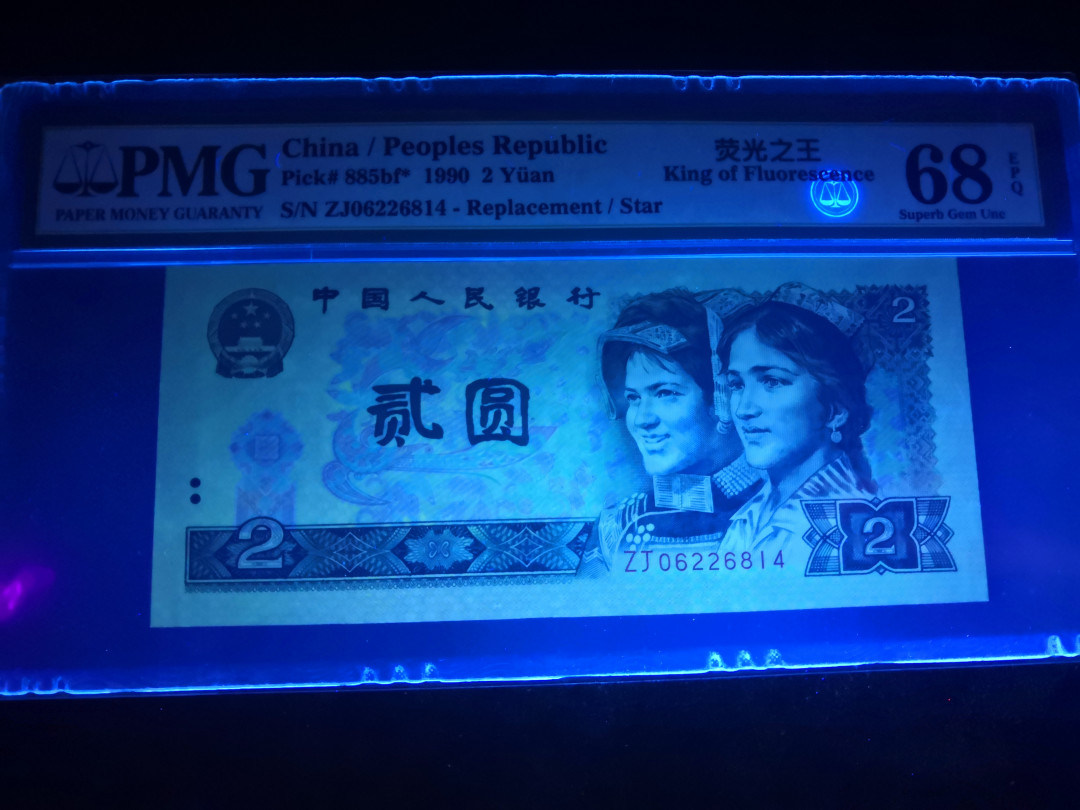 PMG
PAPER MONEY GUARANTY
China / Peoples Republic
Pick# 885bf* 1990 2 Yüan
S/N ZJ06226814 - Replacement / Star
荧光之王
King of Fluorescence
68
EPQ
Superb Gem Unc
中国人民银行
2
贰圆
2
2
ZJ06226814